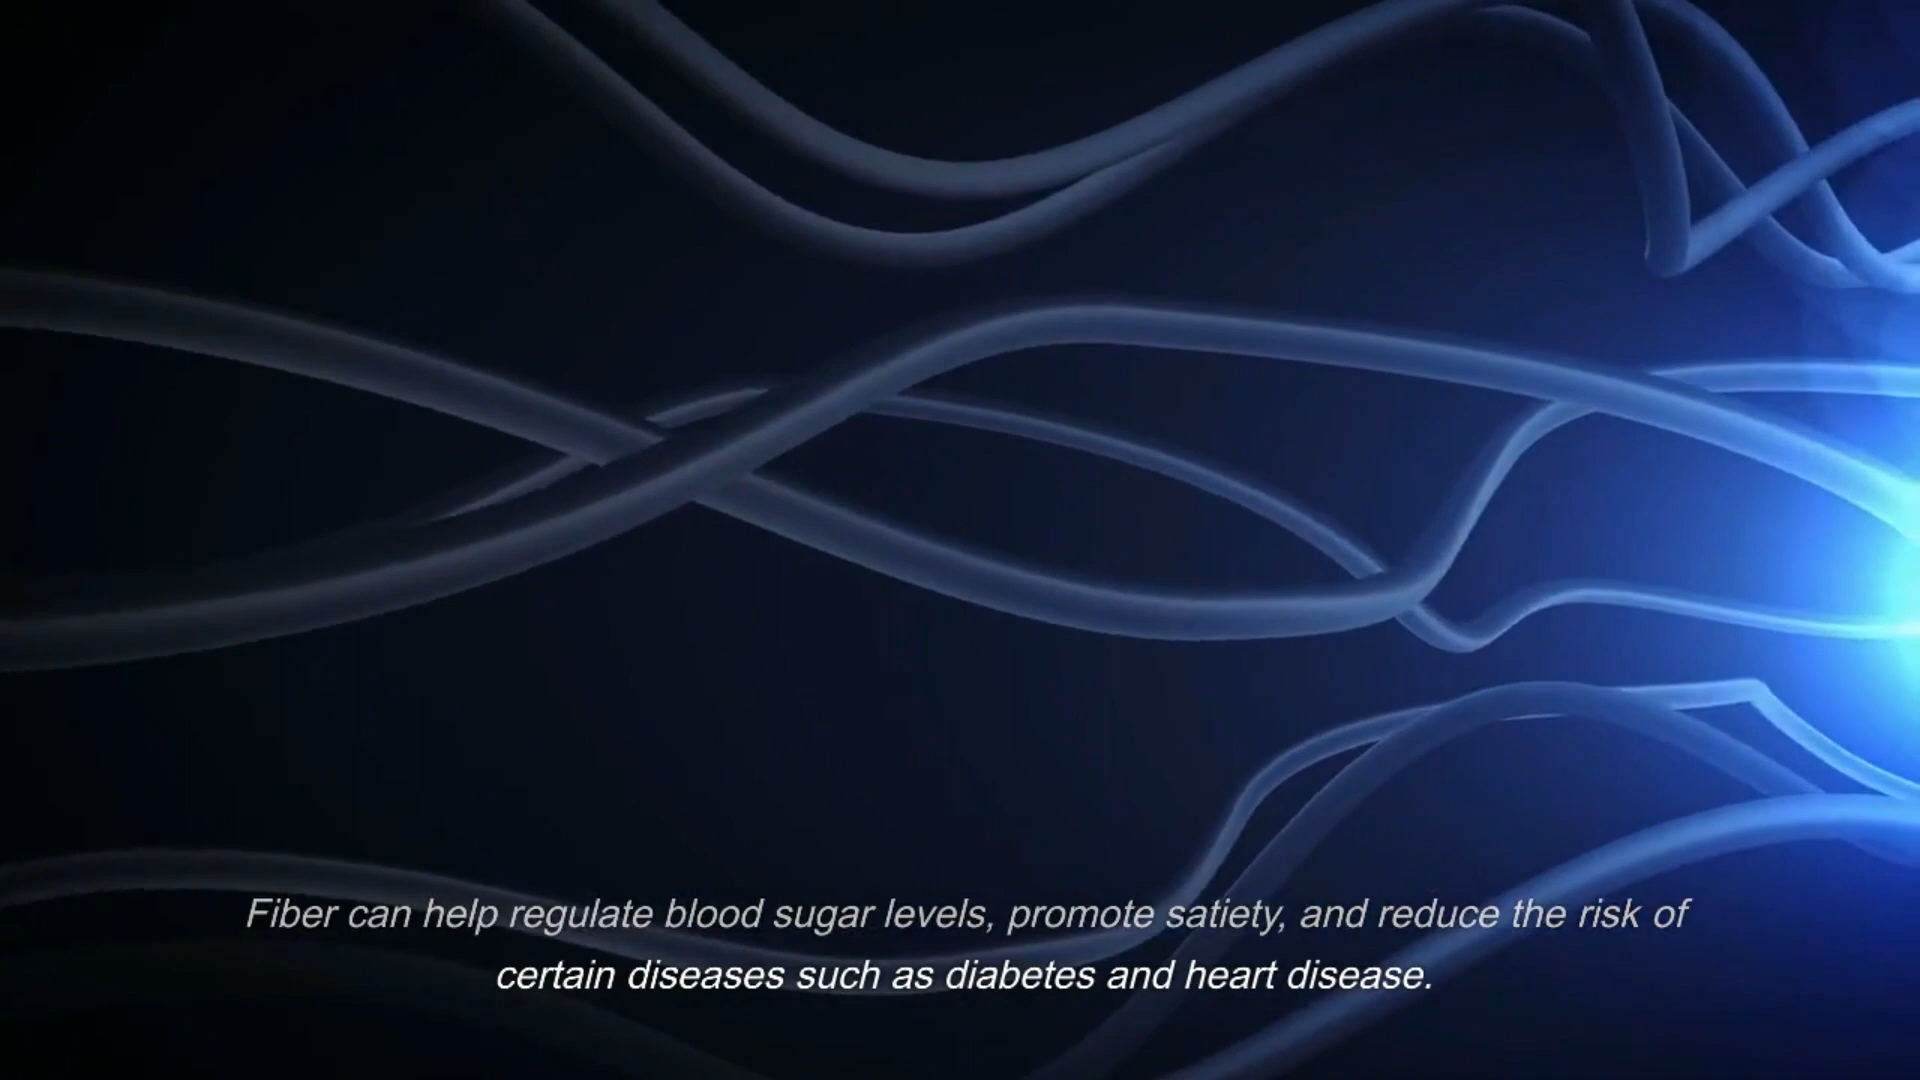 Fiber can help regulate blood sugar levels, promote satiety, and reduce the risk of
certain diseases such as diabetes and heart disease.